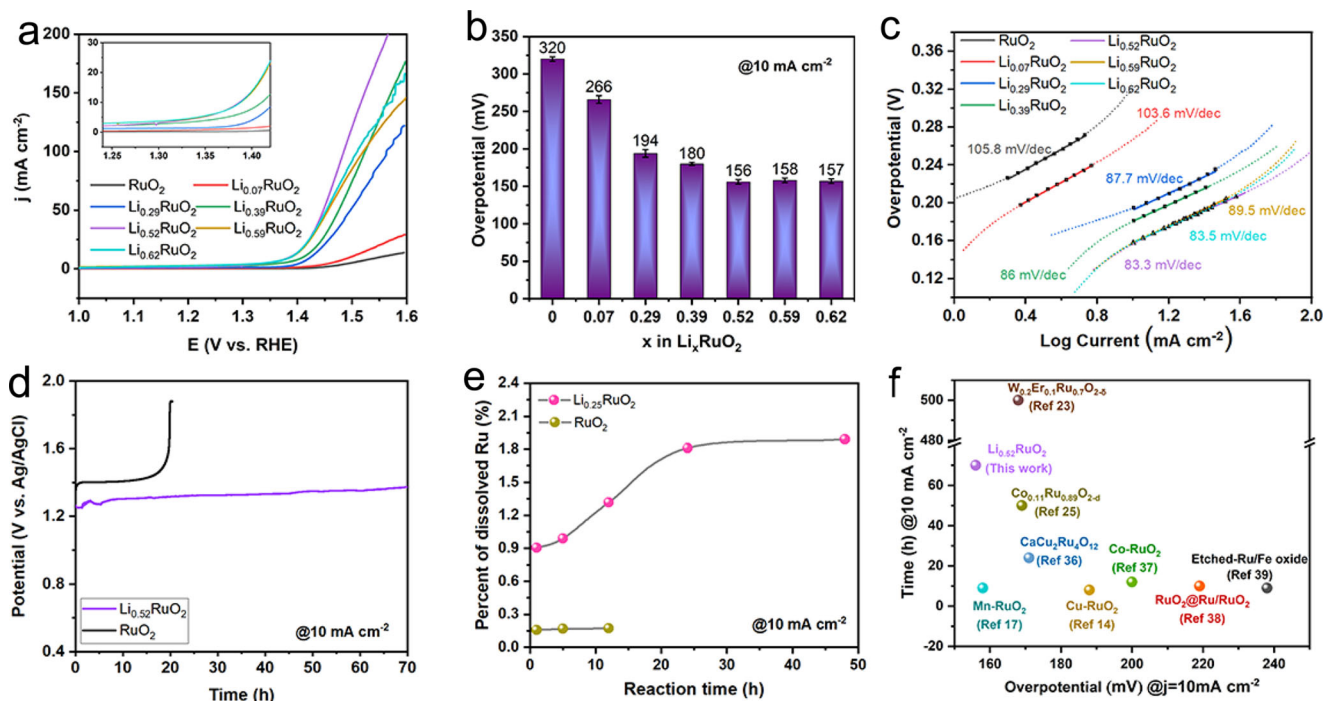 a
200
150
100
50
0
j (mA cm⁻²)
30
20
10
0
1.25 1.30 1.35 1.40
RuO₂ Li₀.₀₇RuO₂
Li₀.₂₉RuO₂ Li₀.₃₉RuO₂
Li₀.₅₂RuO₂ Li₀.₅₉RuO₂
Li₀.₆₂RuO₂
1.0 1.1 1.2 1.3 1.4 1.5 1.6
E (V vs. RHE)
b
400
350
300
250
200
150
100
50
0
Overpotential (mV)
@10 mA cm⁻²
320
266
194
180
156
158
157
0 0.07 0.29 0.39 0.52 0.59 0.62
x in LiₓRuO₂
c
0.36
0.32
0.28
0.24
0.20
0.16
0.12
Overpotential (V)
RuO₂ Li₀.₅₂RuO₂
Li₀.₀₇RuO₂ Li₀.₅₉RuO₂
Li₀.₂₉RuO₂ Li₀.₆₂RuO₂
Li₀.₃₉RuO₂
103.6 mV/dec
105.8 mV/dec
87.7 mV/dec
89.5 mV/dec
83.5 mV/dec
86 mV/dec
83.3 mV/dec
0.0 0.4 0.8 1.2 1.6 2.0
Log Current (mA cm⁻²)
d
2.0
1.6
1.2
0.8
0.4
Potential (V vs. Ag/AgCl)
Li₀.₅₂RuO₂
RuO₂
@10 mA cm⁻²
0 10 20 30 40 50 60 70
Time (h)
e
2.4
2.1
1.8
1.5
1.2
0.9
0.6
0.3
0.0
Percent of dissolved Ru (%)
Li₀.₂₅RuO₂
RuO₂
@10 mA cm⁻²
0 10 20 30 40 50
Reaction time (h)
f
500
480
80
60
40
20
0
-20
Time (h) @10 mA cm⁻²
W₀.₂Er₀.₁Ru₀.₇O₂₋δ
(Ref 23)
Li₀.₅₂RuO₂
(This work)
Co₀.₁₁Ru₀.₈₉O₂₋d
(Ref 25)
CaCu₂Ru₄O₁₂
(Ref 36)
Co-RuO₂
(Ref 37)
Etched-Ru/Fe oxide
(Ref 39)
Mn-RuO₂
(Ref 17)
Cu-RuO₂
(Ref 14)
RuO₂@Ru/RuO₂
(Ref 38)
160 180 200 220 240
Overpotential (mV) @j=10mA cm⁻²